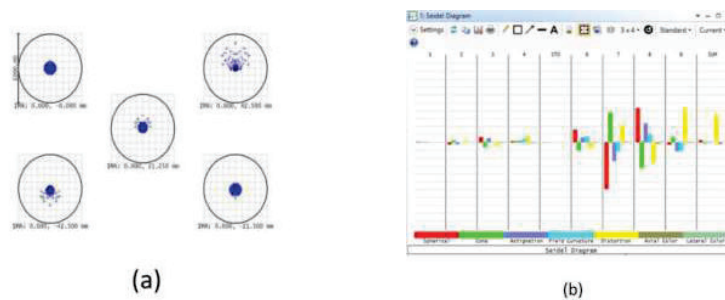 IMA: 0.000, -0.000 mm
IMA: 0.000, 42.500 mm
IMA: 0.000, 21.250 mm
IMA: 0.000, -42.500 mm
IMA: 0.000, -21.500 mm
(a)
1: Seidel Diagram
Settings
3 x 4
Standard
Current
1 2 3 4 STO 6 7 8 9 SUM
Spherical Coma Astigmatism Field Curvature Distortion Axial Color Lateral Color
Seidel Diagram
(b)